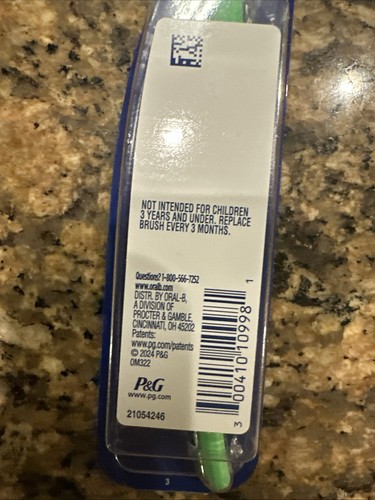 NOT INTENDED FOR CHILDREN
3 YEARS AND UNDER. REPLACE
BRUSH EVERY 3 MONTHS.
Questions? 1-800-566-7252
www.oralb.com
DISTR. BY ORAL-B,
A DIVISION OF
PROCTER & GAMBLE,
CINCINNATI, OH 45202
Patents:
www.pg.com/patents
© 2024 P&G
OM322
P&G
www.pg.com
21054246
3 00410 10998 1
3